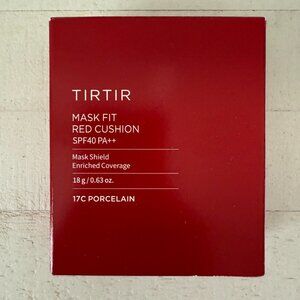 TIRTIR
MASK FIT
RED CUSHION
SPF40 PA++
Mask Shield
Enriched Coverage
18 g / 0.63 oz.
17C PORCELAIN